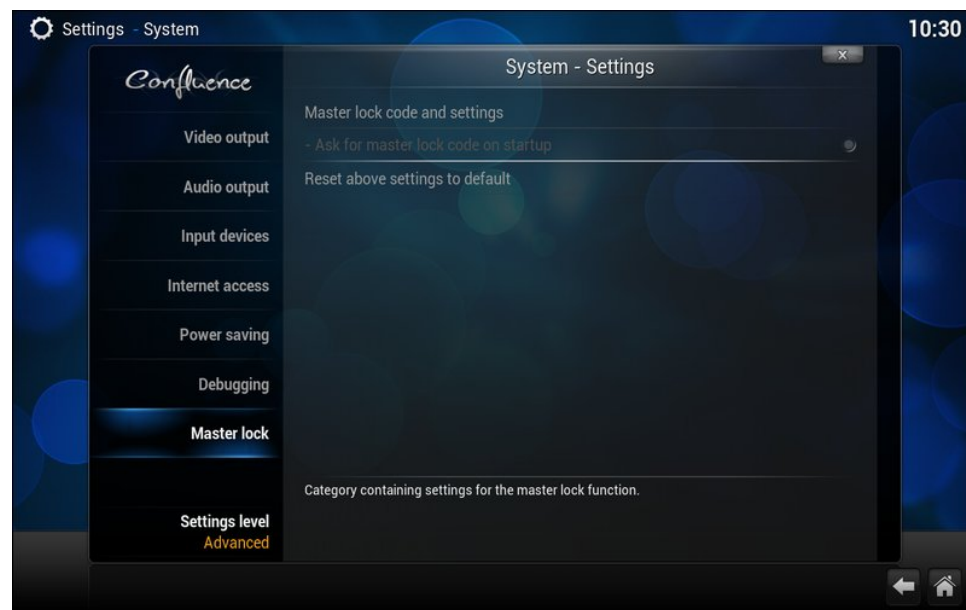 Settings - System
10:30
Confluence
System - Settings
x
Video output
Audio output
Input devices
Internet access
Power saving
Debugging
Master lock
Settings level
Advanced
Master lock code and settings
- Ask for master lock code on startup
Reset above settings to default
Category containing settings for the master lock function.